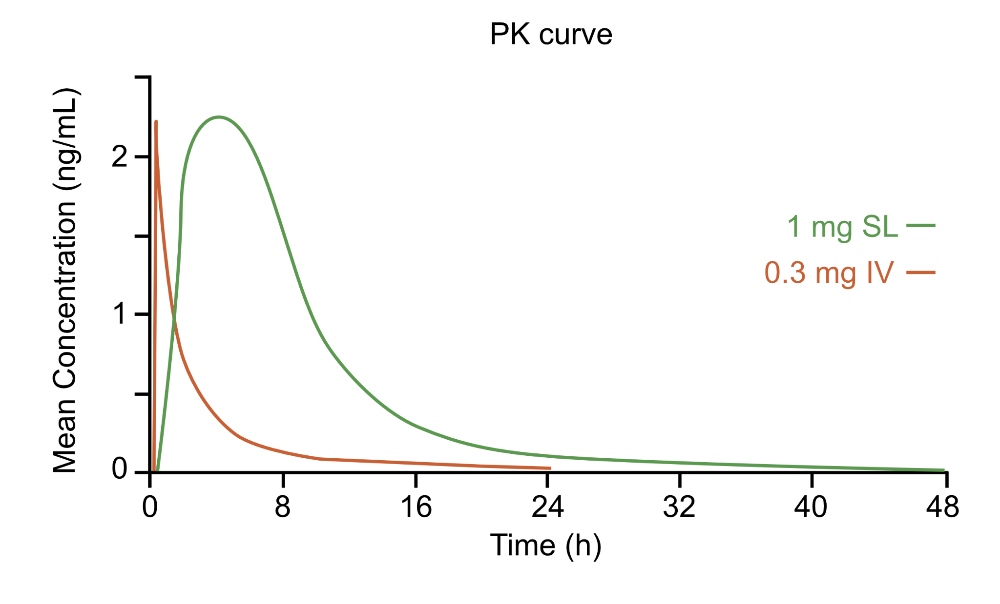 PK curve
Mean Concentration (ng/mL)
2
1
0
1 mg SL
0.3 mg IV
0 8 16 24 32 40 48
Time (h)